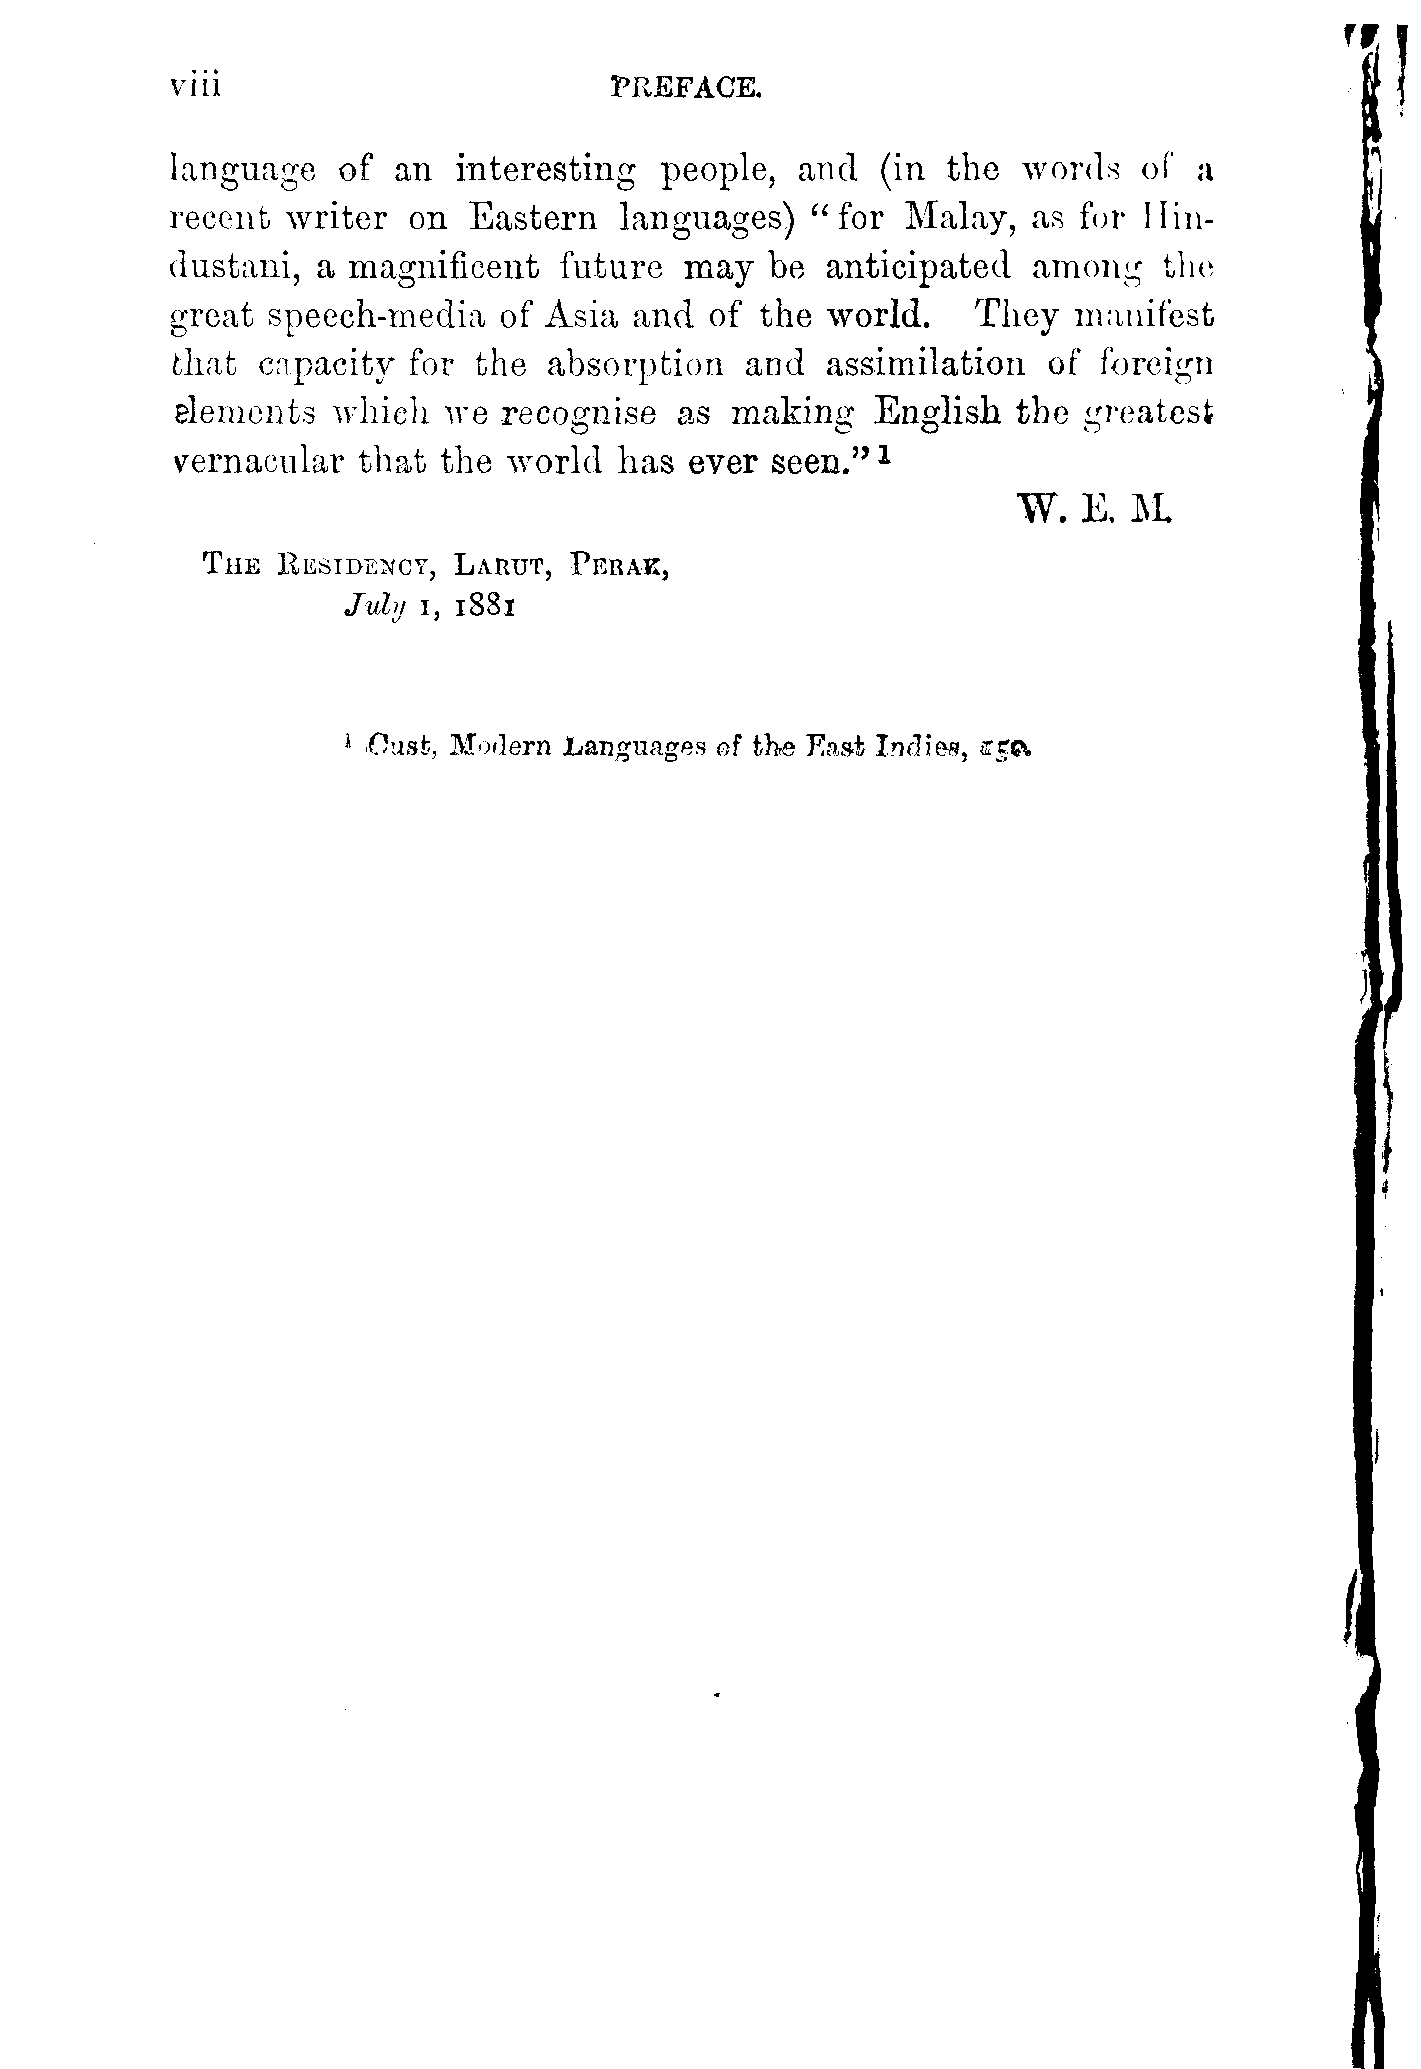 viii PREFACE.
language of an interesting people, and (in the words of a
recent writer on Eastern languages) “for Malay, as for Hin-
dustani, a magnificent future may be anticipated among the
great speech-media of Asia and of the world. They manifest
that capacity for the absorption and assimilation of foreign
elements which we recognise as making English the greatest
vernacular that the world has ever seen.” 1
W. E. M.
THE RESIDENCY, LARUT, PERAK,
July 1, 1881
1 Cust, Modern Languages of the East Indies, 150.